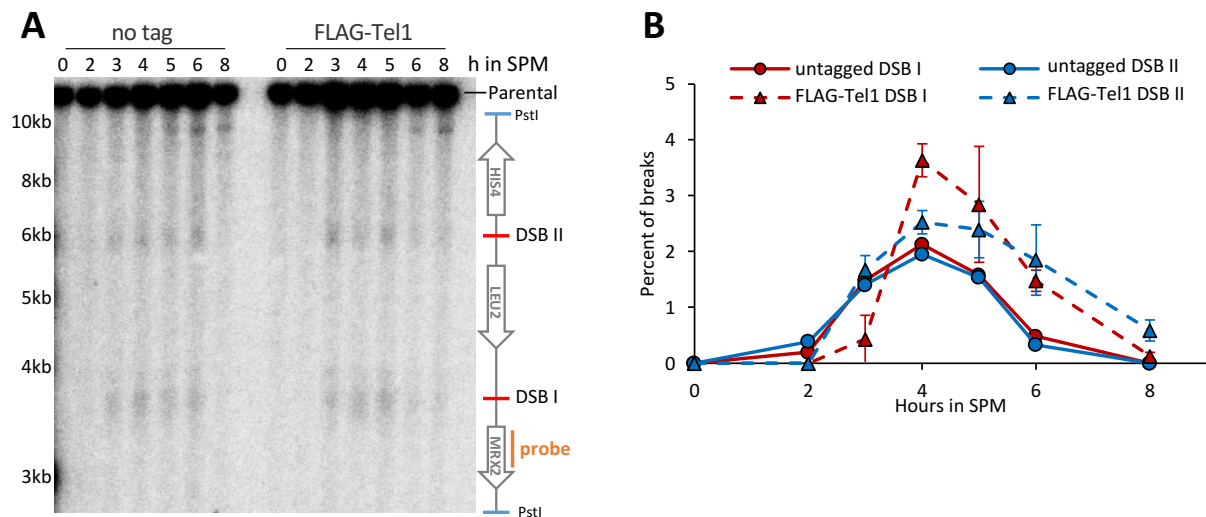 A
no tag
FLAG-Tel1
0 2 3 4 5 6 8 0 2 3 4 5 6 8 h in SPM
Parental
10kb
PstI
8kb
HIS4
6kb
DSB II
5kb
LEU2
4kb
DSB I
MRX2
probe
3kb
PstI
B
untagged DSB I
untagged DSB II
FLAG-Tel1 DSB I
FLAG-Tel1 DSB II
Percent of breaks
5
4
3
2
1
0
0 2 4 6 8
Hours in SPM